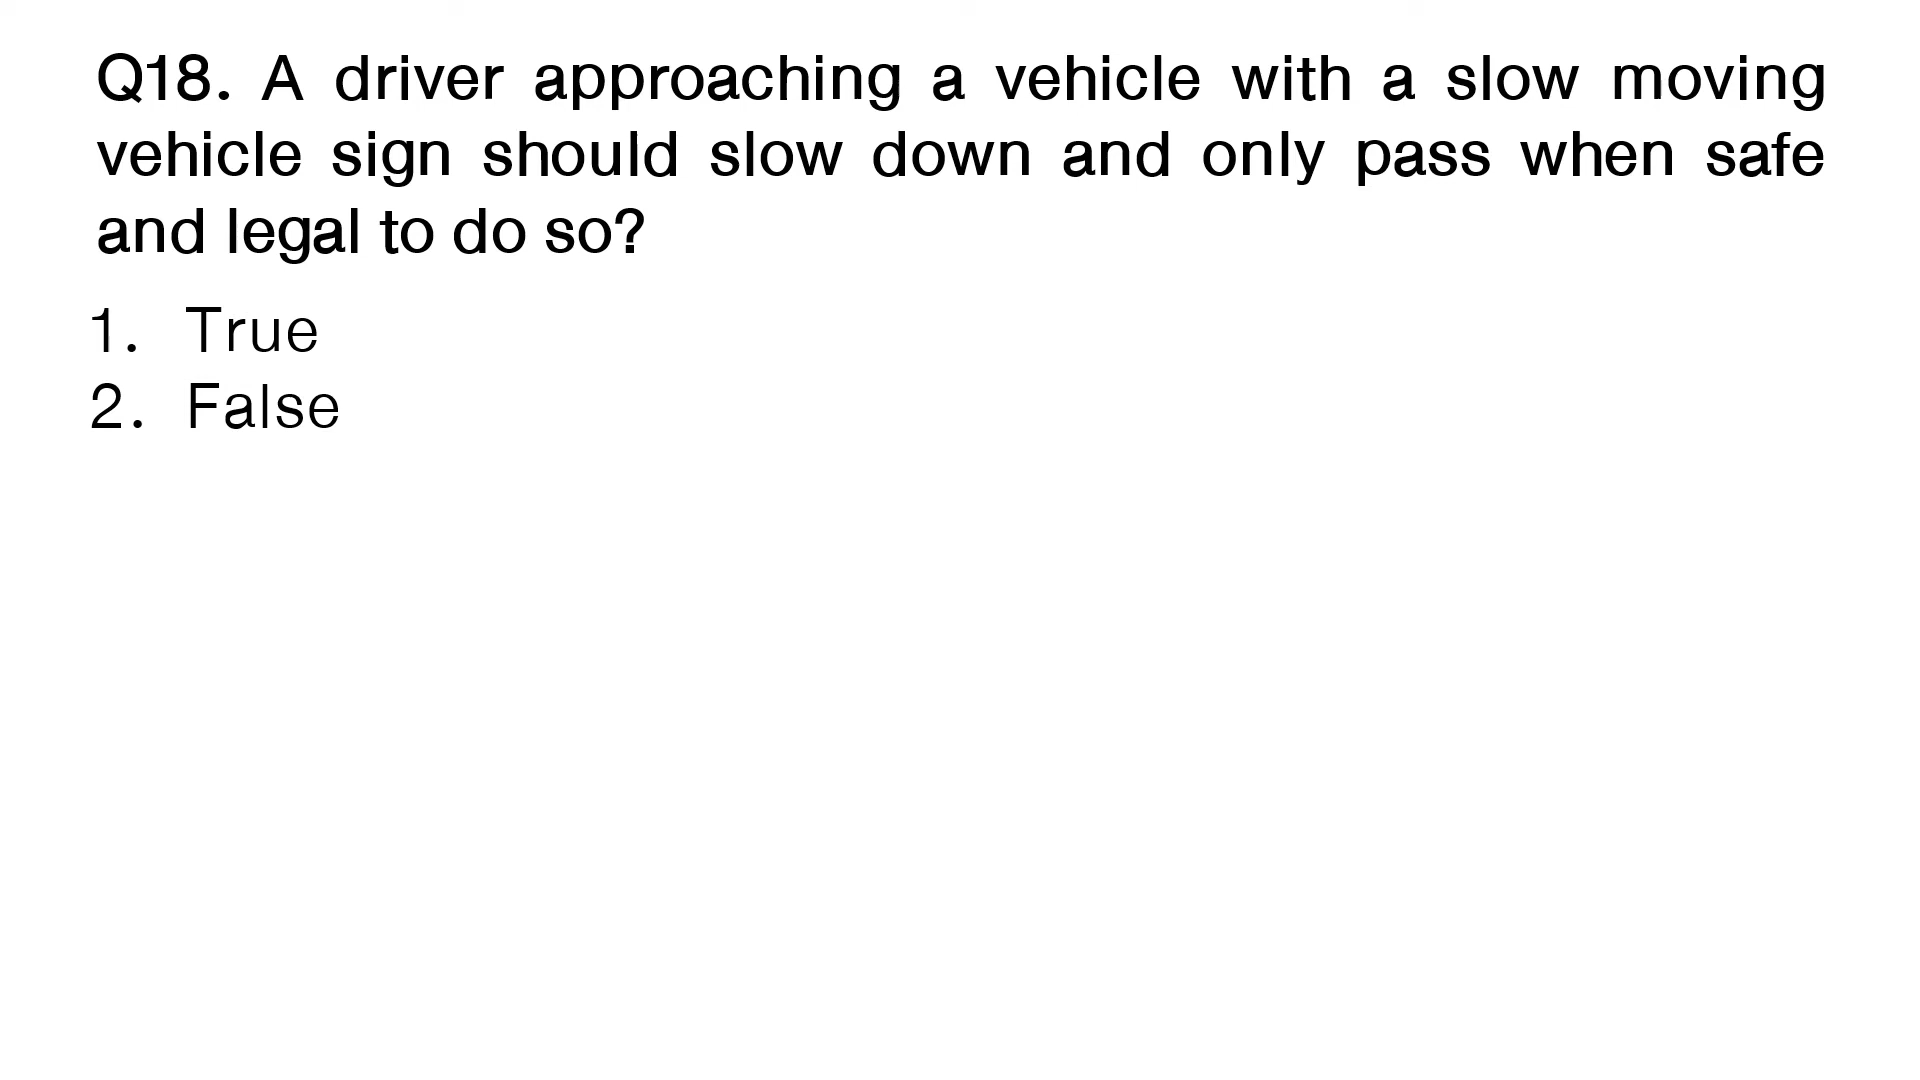 Q18. A driver approaching a vehicle with a slow moving
vehicle sign should slow down and only pass when safe
and legal to do so?
1. True
2. False